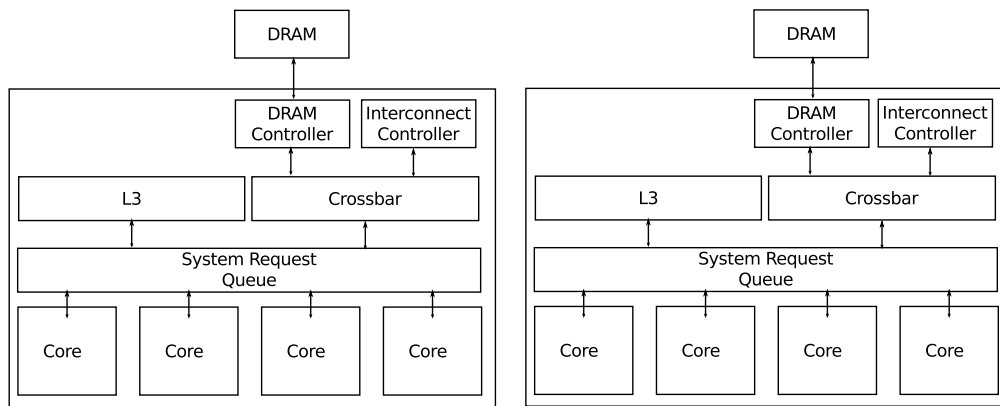 DRAM
DRAM
Controller
Interconnect
Controller
L3
Crossbar
System Request
Queue
Core
Core
Core
Core
DRAM
DRAM
Controller
Interconnect
Controller
L3
Crossbar
System Request
Queue
Core
Core
Core
Core